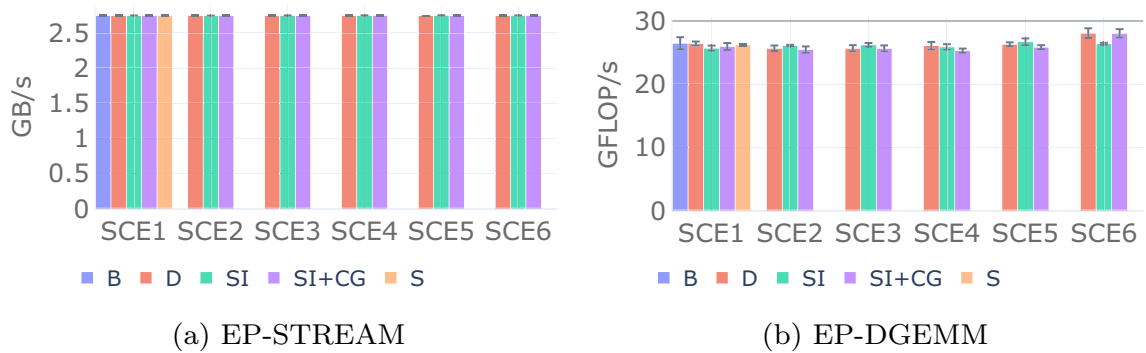 2.5
2
1.5
1
0.5
0
GB/s
SCE1 SCE2 SCE3 SCE4 SCE5 SCE6
B D SI SI+CG S
(a) EP-STREAM
30
20
10
0
GFLOP/s
SCE1 SCE2 SCE3 SCE4 SCE5 SCE6
B D SI SI+CG S
(b) EP-DGEMM